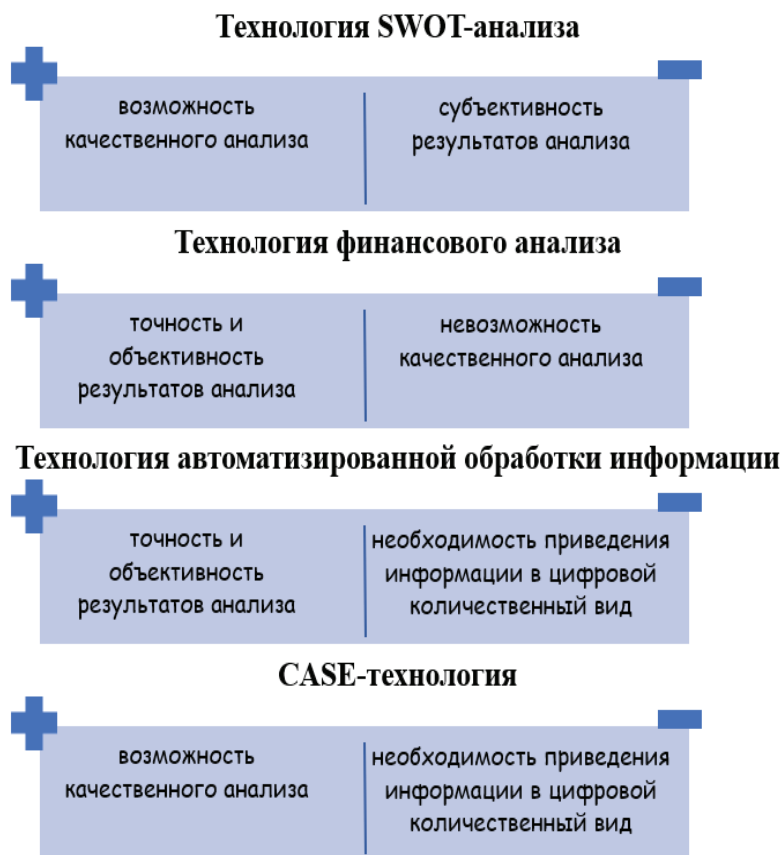 Технология SWOT-анализа
возможность
качественного анализа
субъективность
результатов анализа
Технология финансового анализа
точность и
объективность
результатов анализа
невозможность
качественного анализа
Технология автоматизированной обработки информации
точность и
объективность
результатов анализа
необходимость приведения
информации в цифровой
количественный вид
CASE-технология
возможность
качественного анализа
необходимость приведения
информации в цифровой
количественный вид